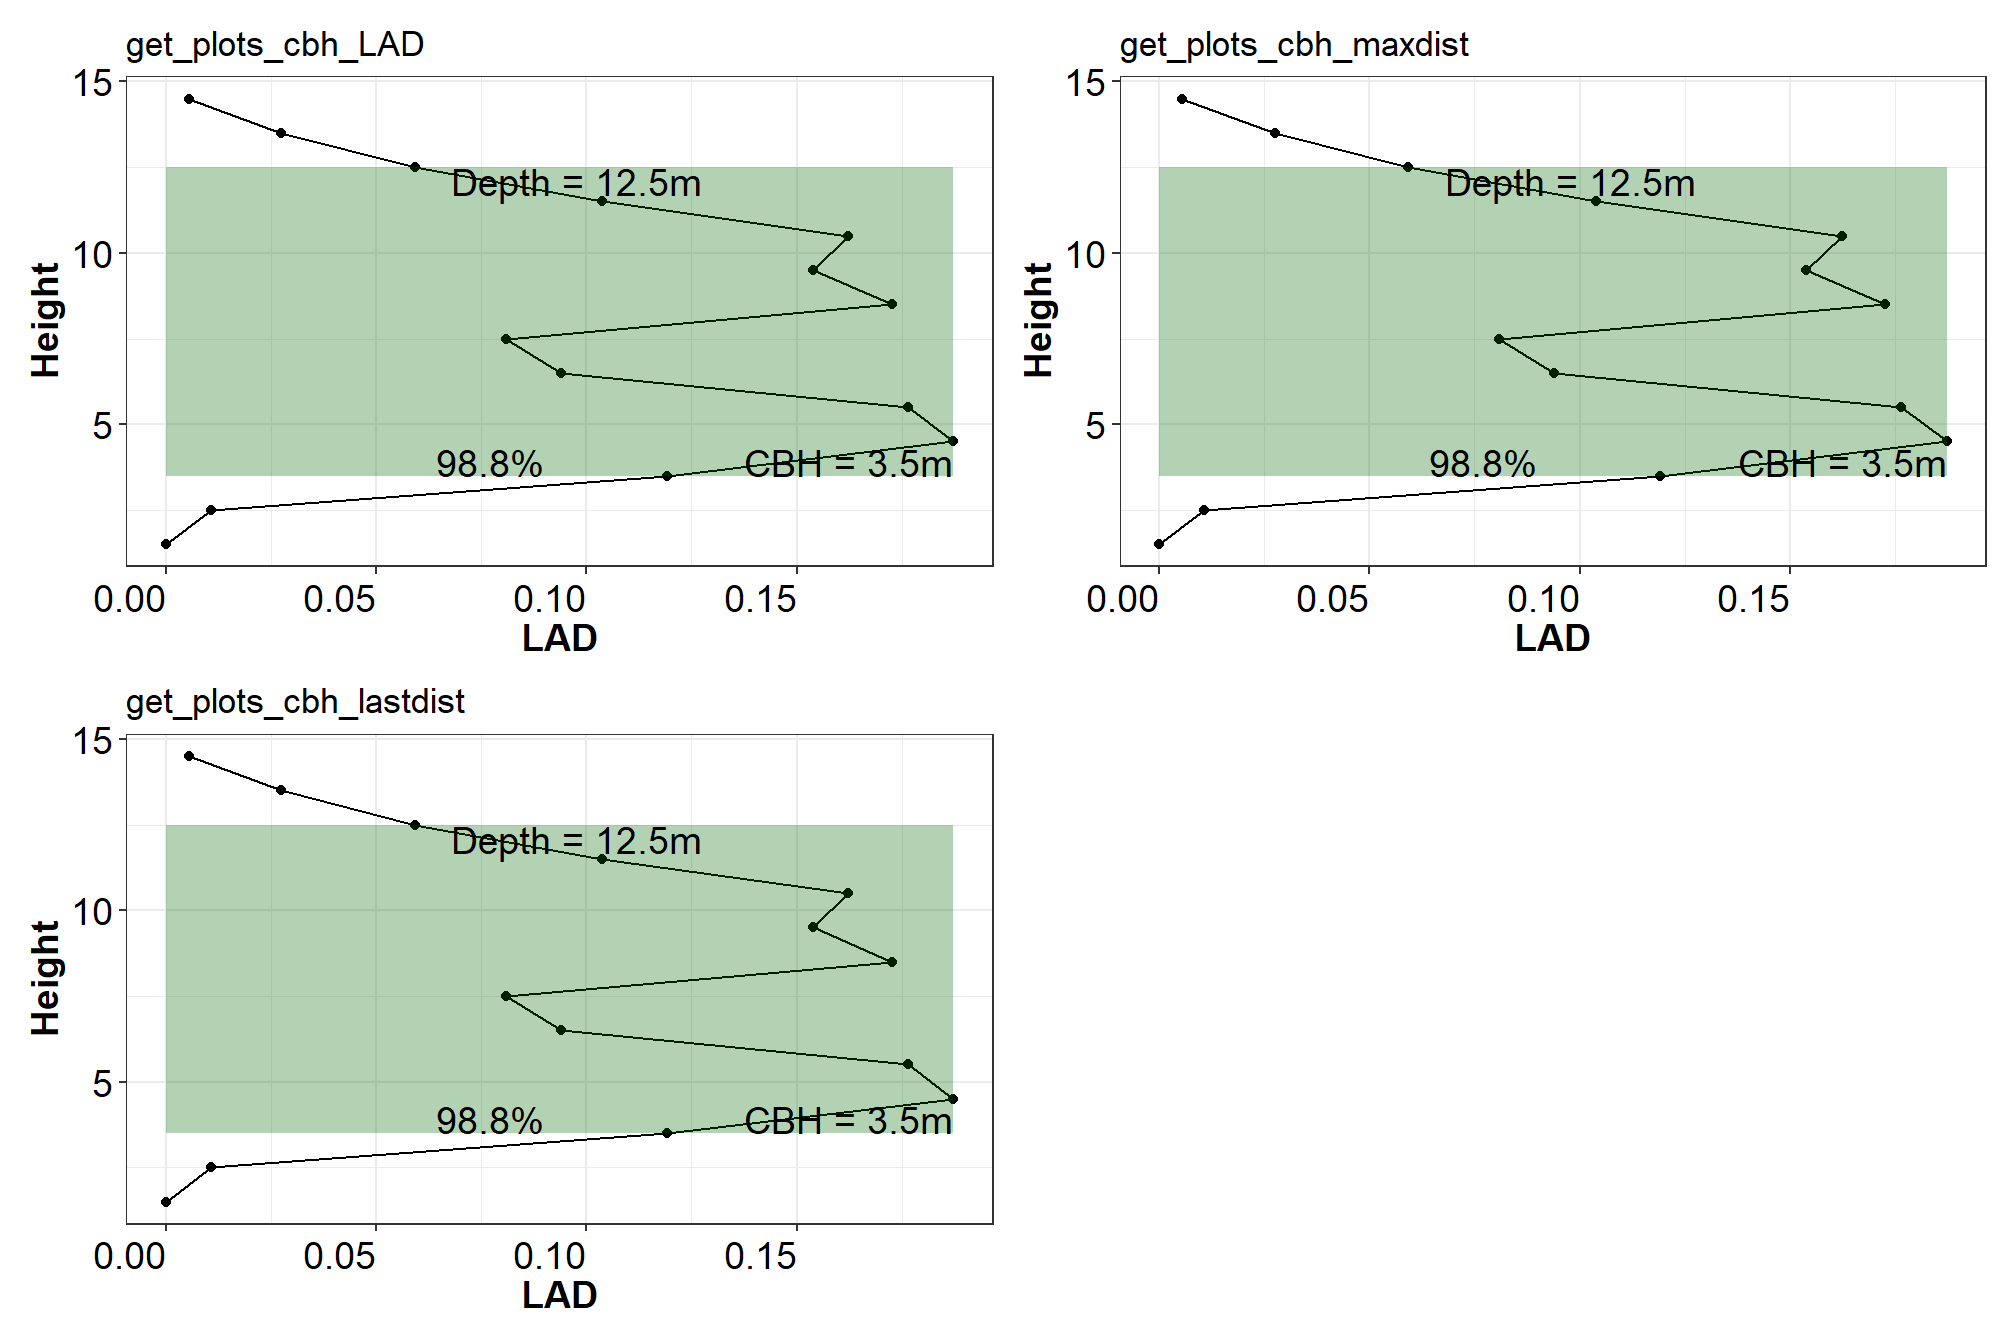 get_plots_cbh_LAD
15
10
5
Height
Depth = 12.5m
98.8%
CBH = 3.5m
0.00 0.05 0.10 0.15
LAD
get_plots_cbh_maxdist
15
10
5
Height
Depth = 12.5m
98.8%
CBH = 3.5m
0.00 0.05 0.10 0.15
LAD
get_plots_cbh_lastdist
15
10
5
Height
Depth = 12.5m
98.8%
CBH = 3.5m
0.00 0.05 0.10 0.15
LAD